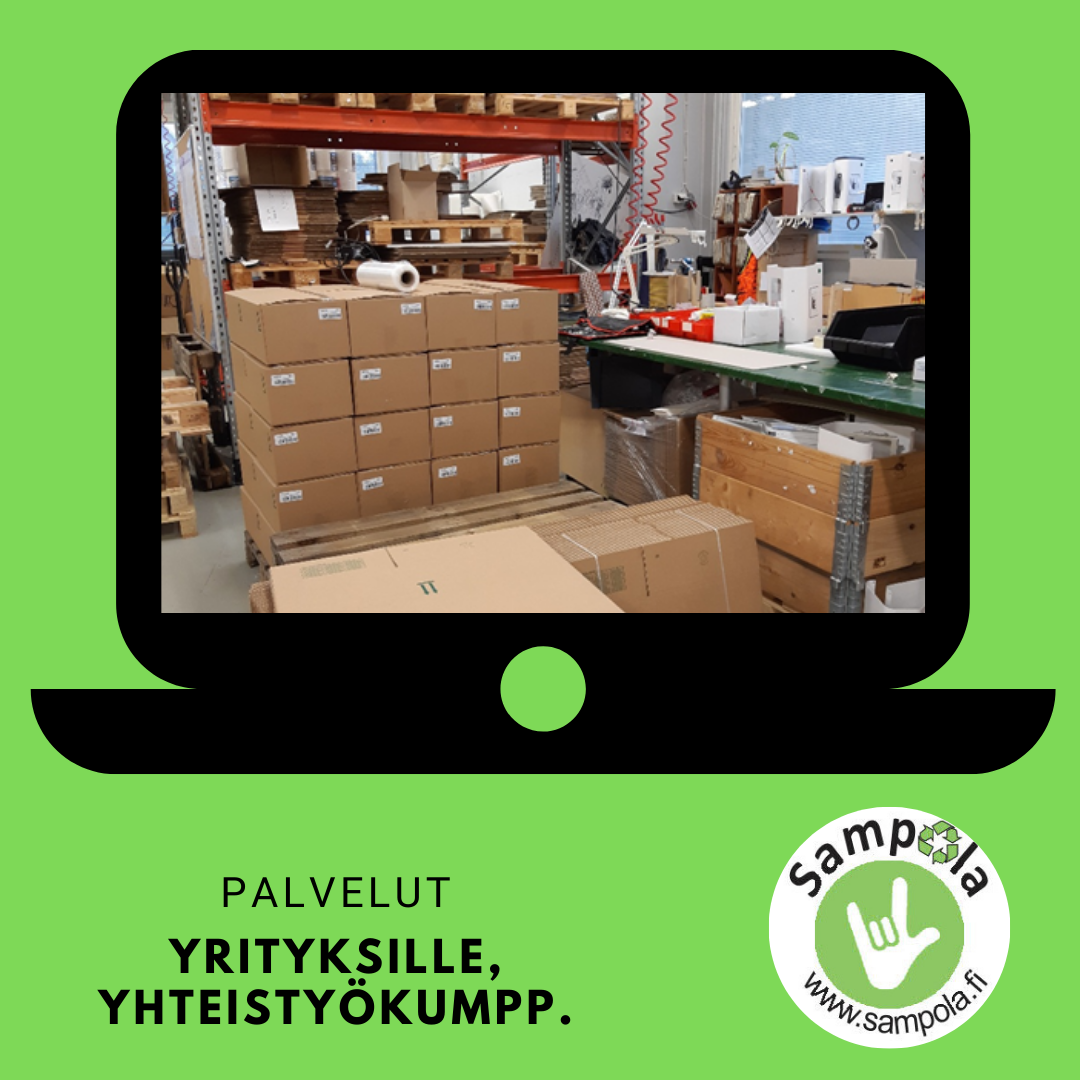 PALVELUT
YRITYKSILLE,
YHTEISTYÖKUMPP.
Sampola
www.sampola.fi